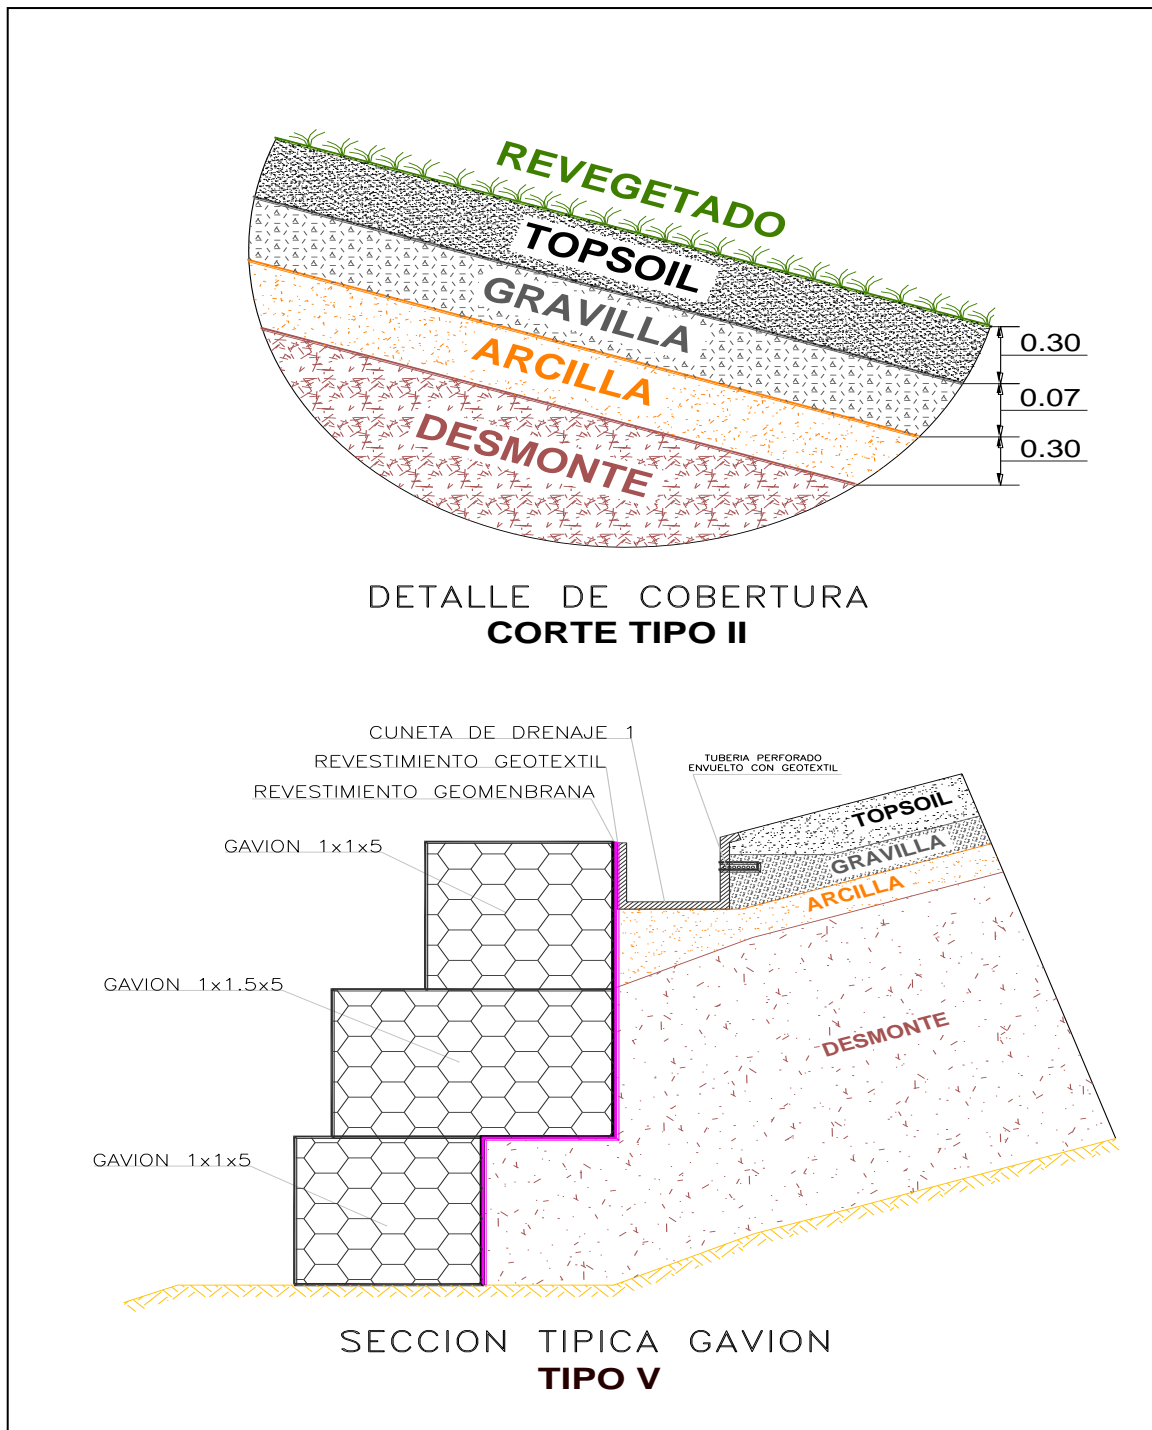 REVEGETADO
TOPSOIL
GRAVILLA
ARCILLA
DESMONTE
0.30
0.07
0.30
DETALLE DE COBERTURA
CORTE TIPO II
CUNETA DE DRENAJE 1
REVESTIMIENTO GEOTEXTIL
REVESTIMIENTO GEOMENBRANA
TUBERIA PERFORADO
ENVUELTO CON GEOTEXTIL
GAVION 1x1x5
GAVION 1x1.5x5
GAVION 1x1x5
TOPSOIL
GRAVILLA
ARCILLA
DESMONTE
SECCION TIPICA GAVION
TIPO V